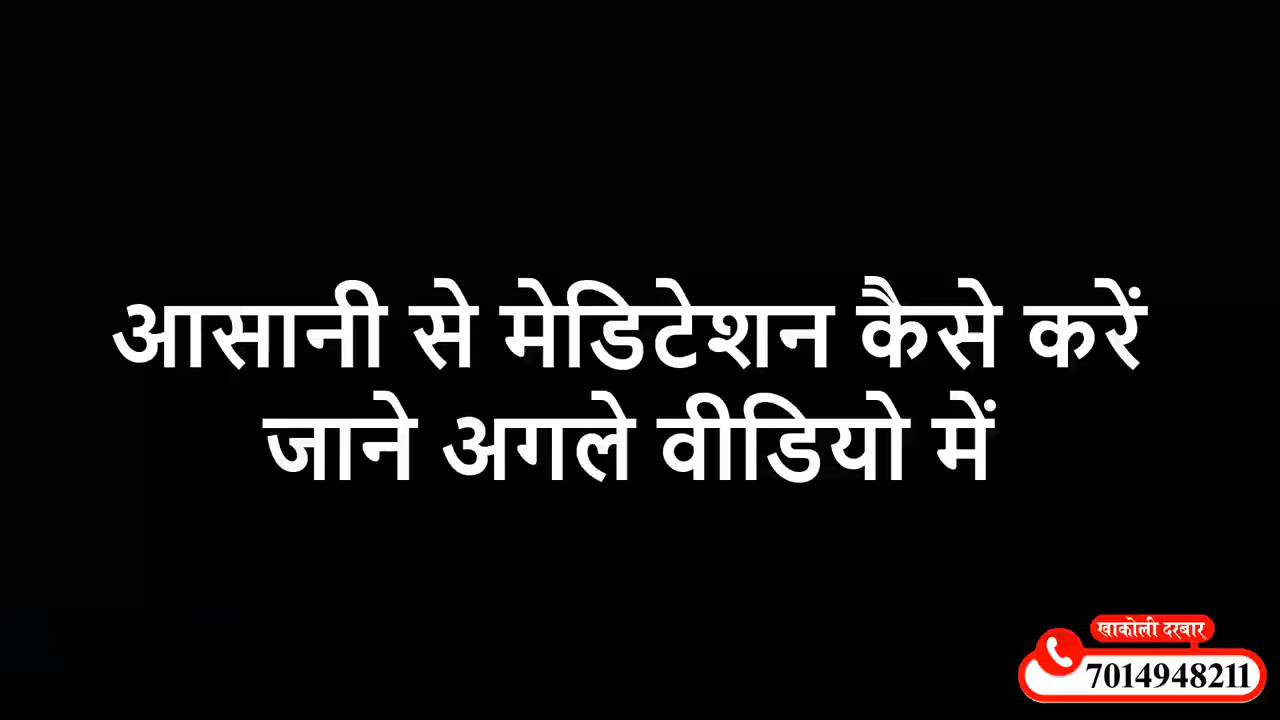 आसानी से मेडिटेशन कैसे करें
जाने अगले वीडियो में
खाकोली दरबार
7014948211